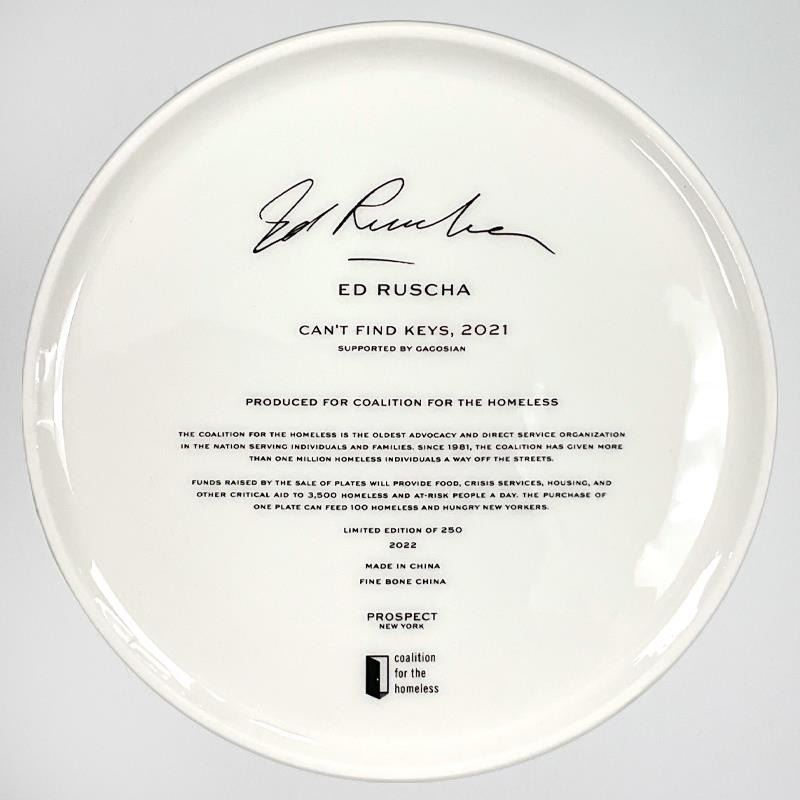 Ed Ruscha
ED RUSCHA
CAN'T FIND KEYS, 2021
SUPPORTED BY GAGOSIAN
PRODUCED FOR COALITION FOR THE HOMELESS
THE COALITION FOR THE HOMELESS IS THE OLDEST ADVOCACY AND DIRECT SERVICE ORGANIZATION
IN THE NATION SERVING INDIVIDUALS AND FAMILIES. SINCE 1981, THE COALITION HAS GIVEN MORE
THAN ONE MILLION HOMELESS INDIVIDUALS A WAY OFF THE STREETS.
FUNDS RAISED BY THE SALE OF PLATES WILL PROVIDE FOOD, CRISIS SERVICES, HOUSING, AND
OTHER CRITICAL AID TO 3,500 HOMELESS AND AT-RISK PEOPLE A DAY. THE PURCHASE OF
ONE PLATE CAN FEED 100 HOMELESS AND HUNGRY NEW YORKERS.
LIMITED EDITION OF 250
2022
MADE IN CHINA
FINE BONE CHINA
PROSPECT
NEW YORK
coalition
for the
homeless